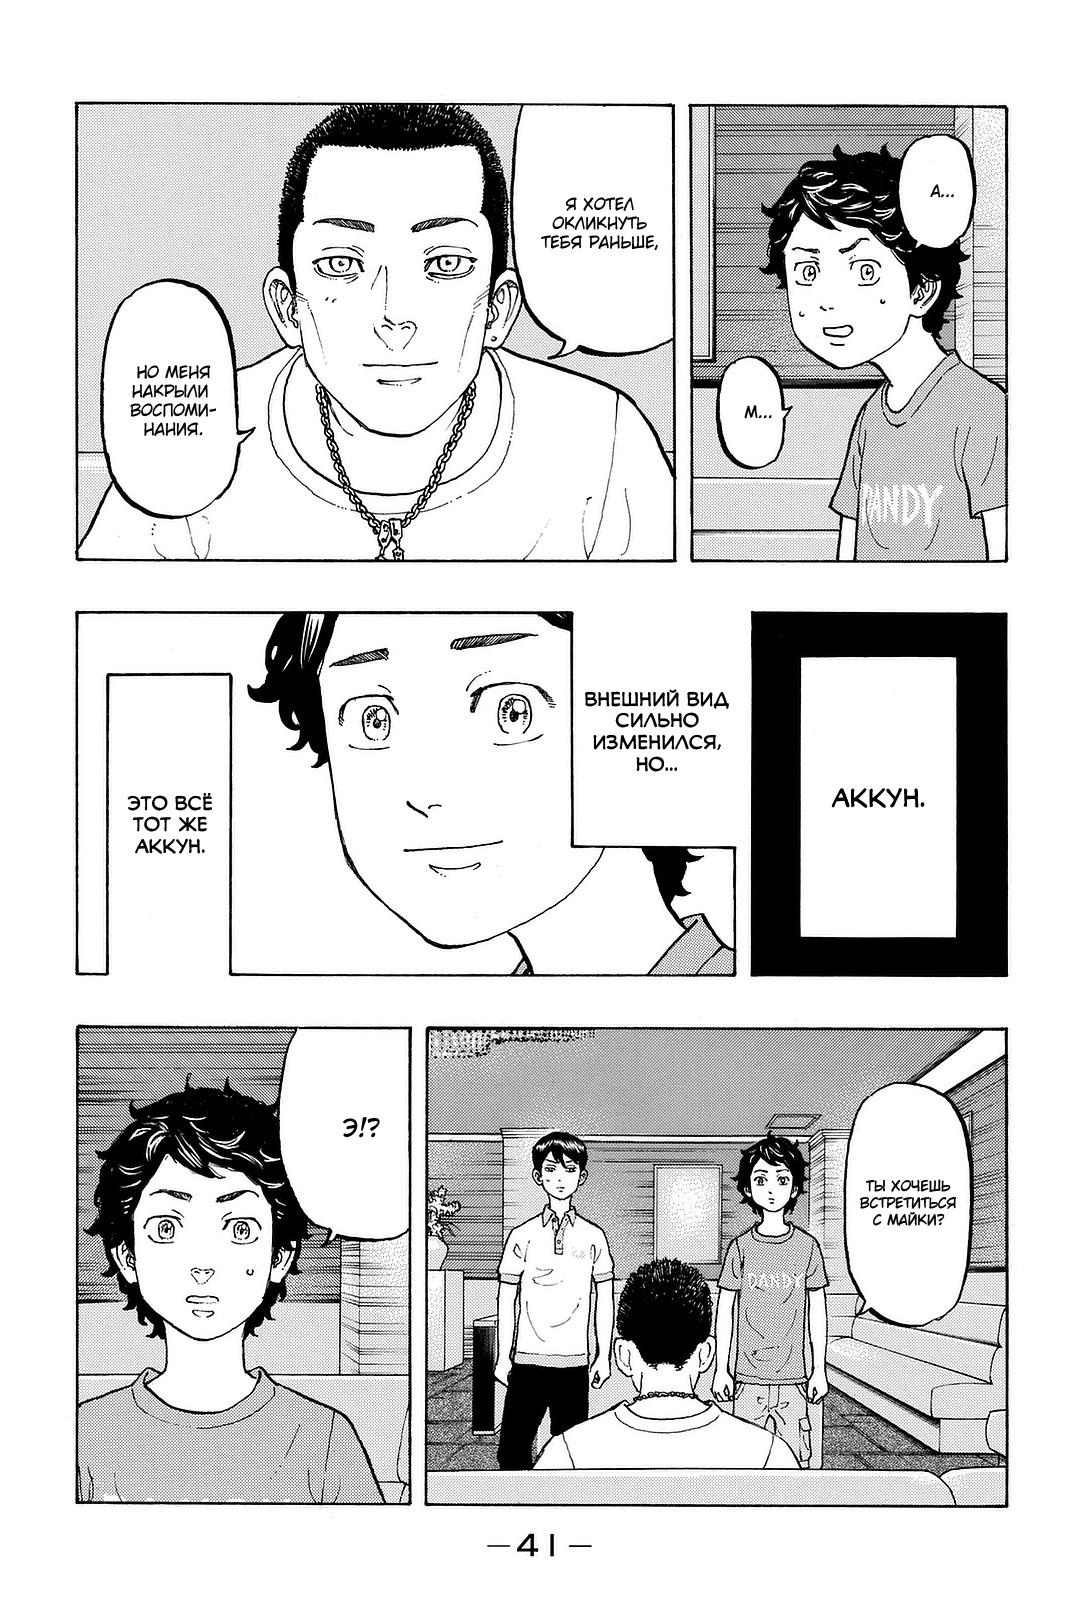 А...
М...
DANDY
Я ХОТЕЛ
ОКЛИКНУТЬ
ТЕБЯ РАНЬШЕ,
НО МЕНЯ
НАКРЫЛИ
ВОСПОМИ-
НАНИЯ.
АККУН.
ВНЕШНИЙ ВИД
СИЛЬНО
ИЗМЕНИЛСЯ,
НО...
ЭТО ВСЁ
ТОТ ЖЕ
АККУН.
ТЫ ХОЧЕШЬ
ВСТРЕТИТЬСЯ
С МАЙКИ?
DANDY
Э!?
—41—